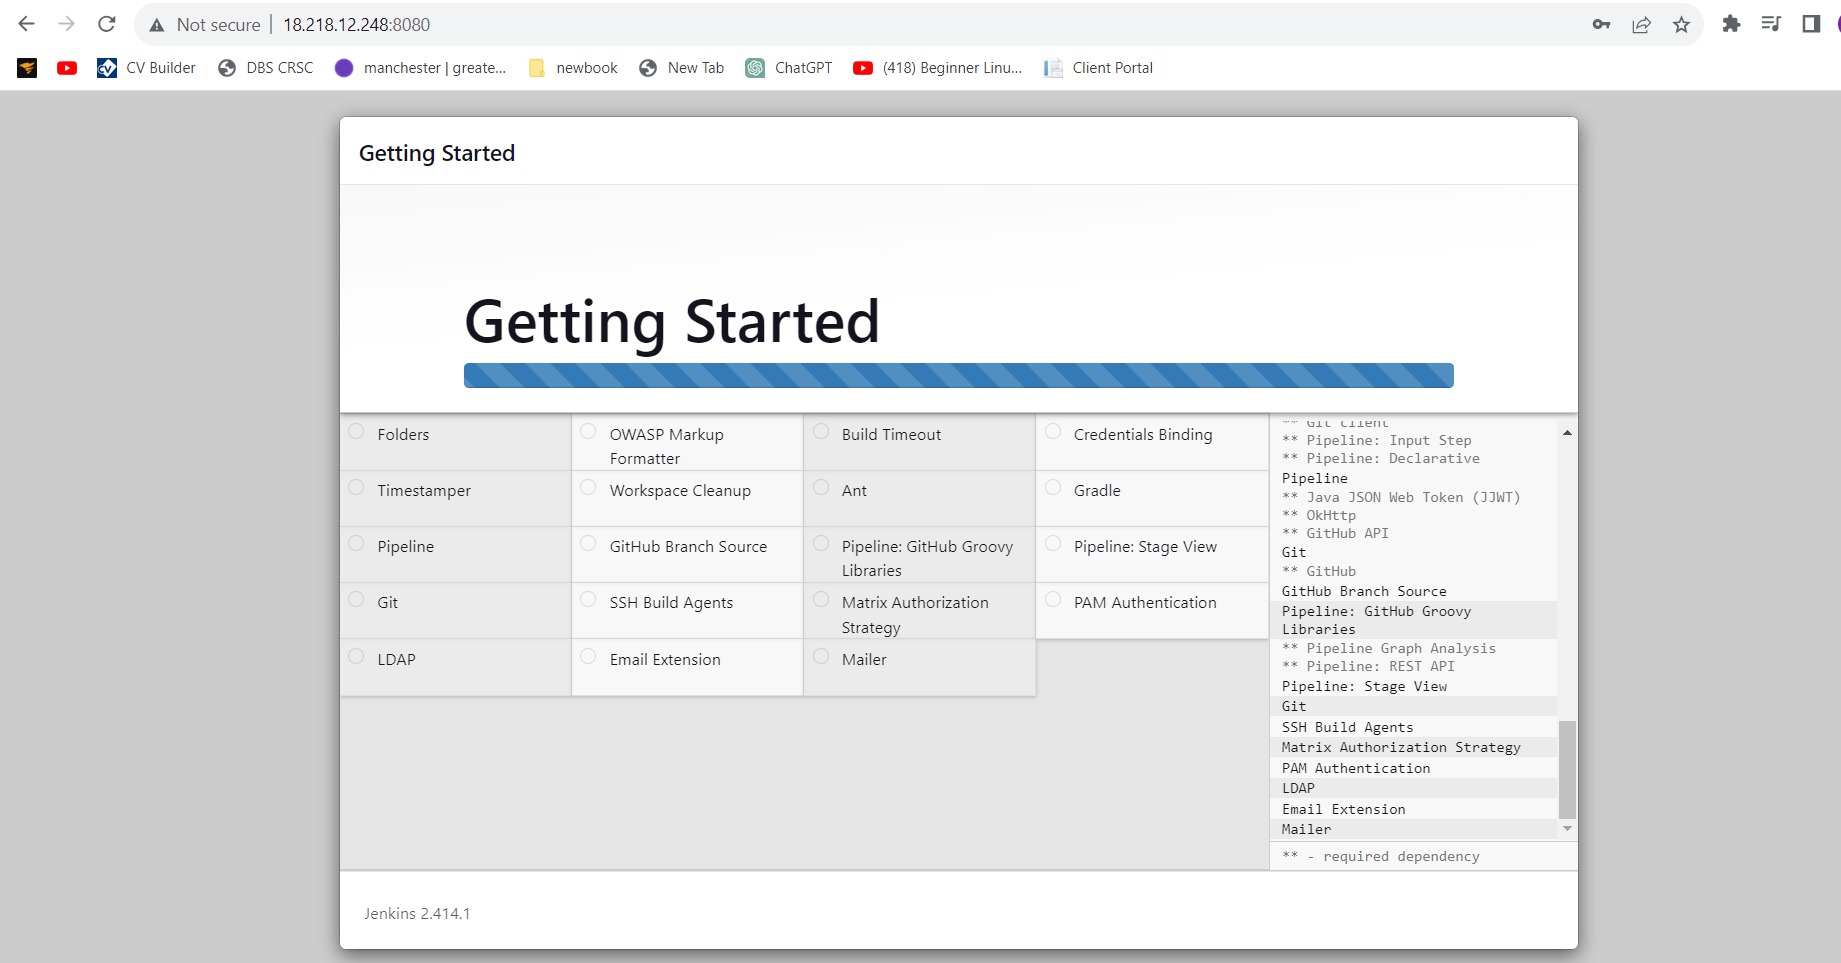 Not secure | 18.218.12.248:8080
CV Builder DBS CRSC manchester | greate... newbook New Tab ChatGPT (418) Beginner Linu... Client Portal
Getting Started
Getting Started
Folders
OWASP Markup
Formatter
Build Timeout
Credentials Binding
Timestamper
Workspace Cleanup
Ant
Gradle
Pipeline
GitHub Branch Source
Pipeline: GitHub Groovy
Libraries
Pipeline: Stage View
Git
SSH Build Agents
Matrix Authorization
Strategy
PAM Authentication
LDAP
Email Extension
Mailer
** Git client
** Pipeline: Input Step
** Pipeline: Declarative
Pipeline
** Java JSON Web Token (JJWT)
** OkHttp
** GitHub API
Git
** GitHub
GitHub Branch Source
Pipeline: GitHub Groovy
Libraries
** Pipeline Graph Analysis
** Pipeline: REST API
Pipeline: Stage View
Git
SSH Build Agents
Matrix Authorization Strategy
PAM Authentication
LDAP
Email Extension
Mailer
** - required dependency
Jenkins 2.414.1